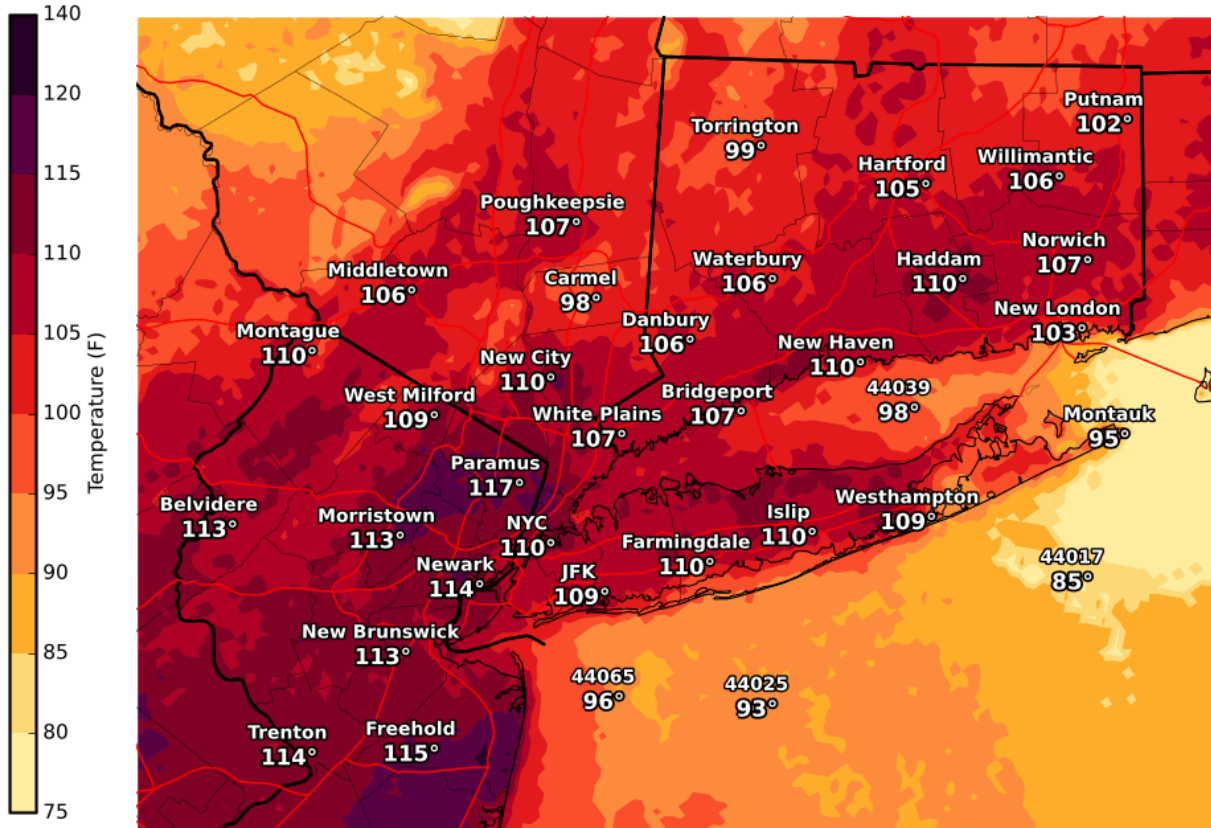 140
120
115
110
105
100
95
90
85
80
75
Temperature (F)
Putnam
102°
Torrington
99°
Hartford
105°
Willimantic
106°
Poughkeepsie
107°
Norwich
107°
Middletown
106°
Carmel
98°
Waterbury
106°
Haddam
110°
New London
103°
Montague
110°
Danbury
106°
New Haven
110°
New City
110°
West Milford
109°
Bridgeport
107°
44039
98°
White Plains
107°
Montauk
95°
Paramus
117°
Belvidere
113°
Morristown
113°
NYC
110°
Islip
110°
Westhampton
109°
Farmingdale
110°
Newark
114°
JFK
109°
44017
85°
New Brunswick
113°
44065
96°
44025
93°
Trenton
114°
Freehold
115°